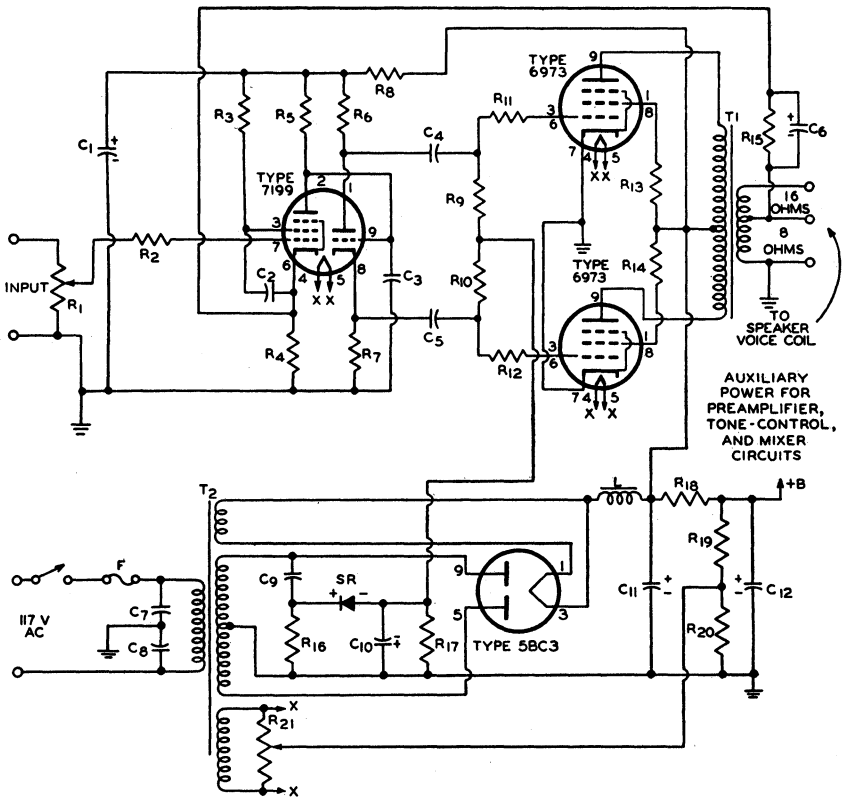 TYPE
6973
9
1
8
3
6
7
4
5
X X
R11
T1
R8
R3
R5
R6
C4
C1
+
-
R15
+
-
C6
TYPE
7199
2
1
3
7
9
6
4
5
8
X X
R9
R13
16
OHMS
8
OHMS
R2
INPUT
R1
C2
C3
R10
R14
C5
TYPE
6973
9
1
8
3
6
7
4
5
X X
R4
R7
R12
TO
SPEAKER
VOICE COIL
AUXILIARY
POWER FOR
PREAMPLIFIER,
TONE-CONTROL,
AND MIXER
CIRCUITS
T2
L
R18
+B
F
117 V
AC
C7
C8
C9
SR
+
-
9
5
1
3
TYPE 5BC3
R16
C10
-
+
R17
R19
R20
C11
+
-
+
-
C12
X
R21
X